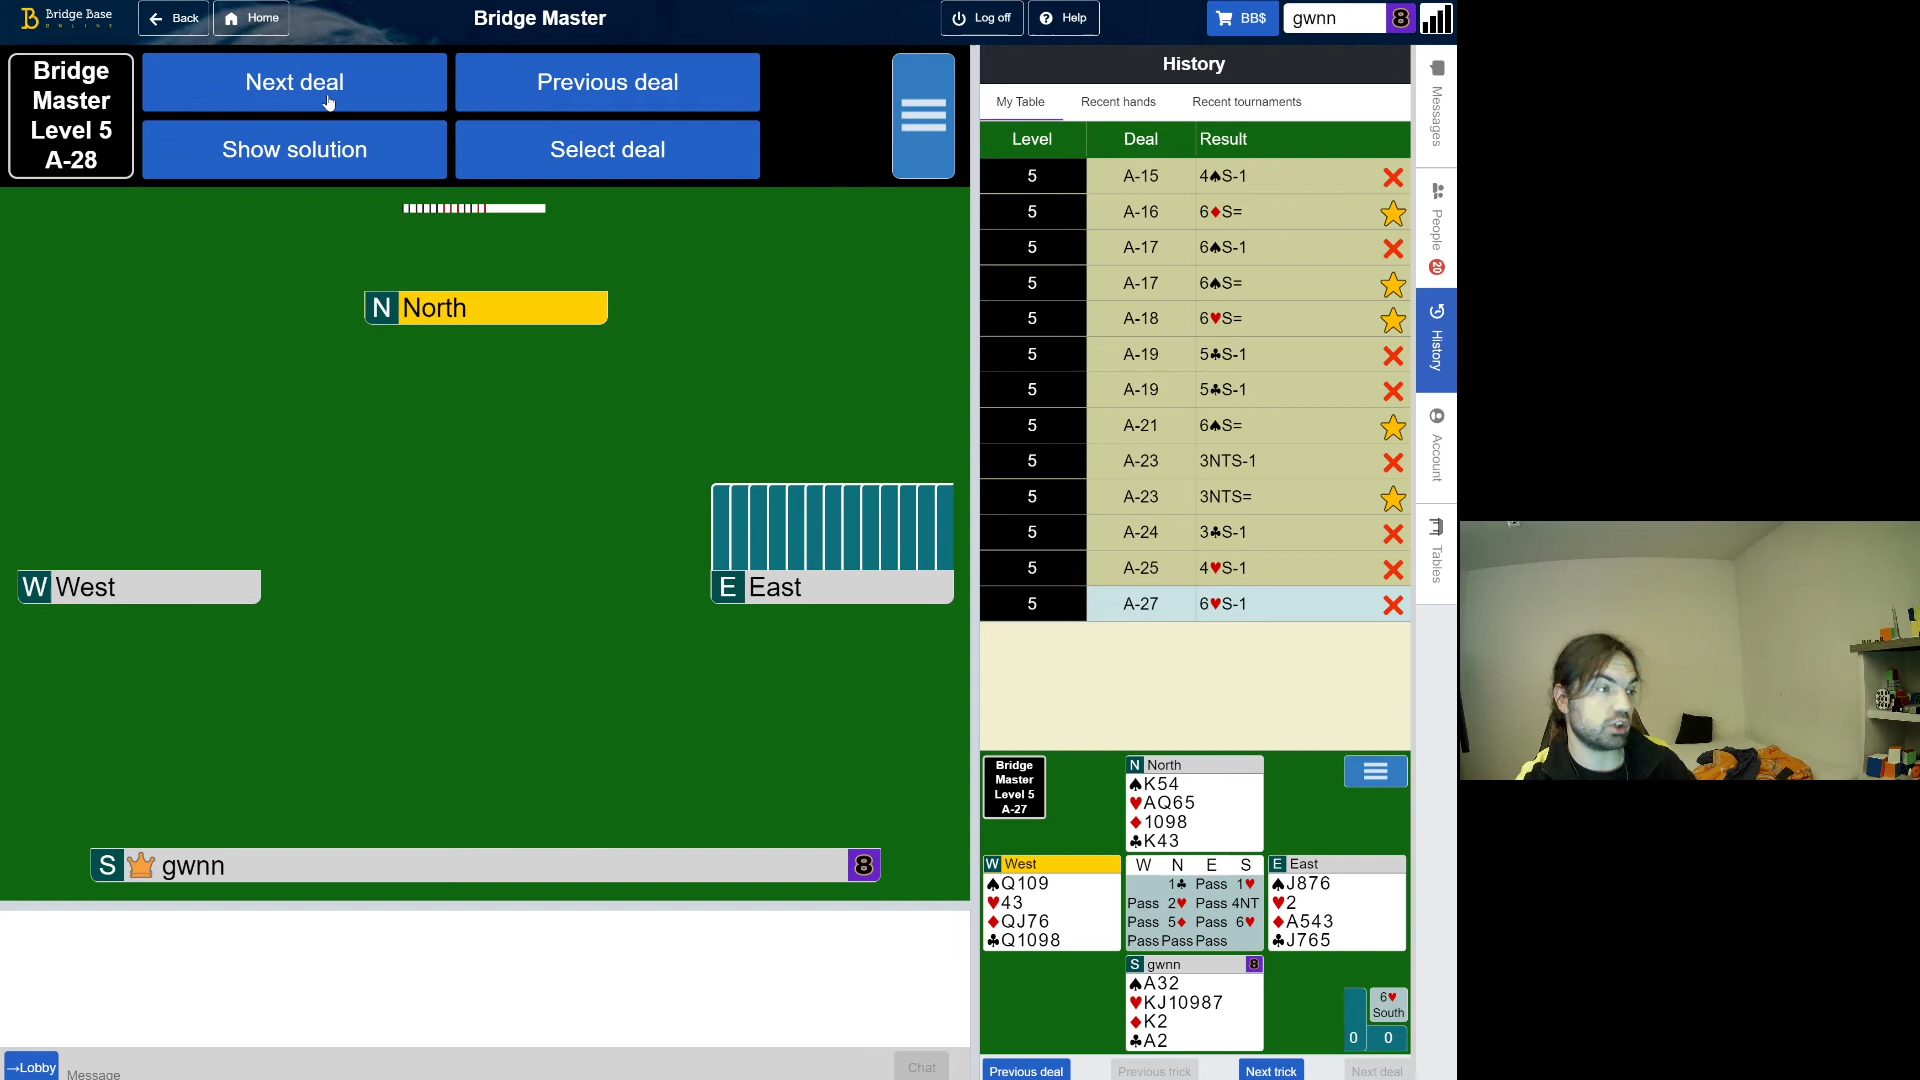 Bridge Base
ONLINE
Back
Home
Bridge Master
Log off
Help
BB$
gwnn
8
Bridge
Master
Level 5
A-28
Next deal
Previous deal
Show solution
Select deal
N North
W West
E East
S gwnn 8
→Lobby
Message
Chat
History
My Table
Recent hands
Recent tournaments
Level Deal Result
5 A-15 4♠S-1
5 A-16 6♦S=
5 A-17 6♠S-1
5 A-17 6♠S=
5 A-18 6♥S=
5 A-19 5♣S-1
5 A-19 5♣S-1
5 A-21 6♠S=
5 A-23 3NTS-1
5 A-23 3NTS=
5 A-24 3♣S-1
5 A-25 4♥S-1
5 A-27 6♥S-1
Bridge
Master
Level 5
A-27
N North
♠K54
♥AQ65
♦1098
♣K43
W West
♠Q109
♥43
♦QJ76
♣Q1098
W N E S
1♣ Pass 1♥
Pass 2♥ Pass 4NT
Pass 5♦ Pass 6♥
Pass Pass Pass
E East
♠J876
♥2
♦A543
♣J765
S gwnn 8
♠A32
♥KJ10987
♦K2
♣A2
6♥
South
0 0
Previous deal
Previous trick
Next trick
Next deal
Messages
People
20
History
Account
Tables